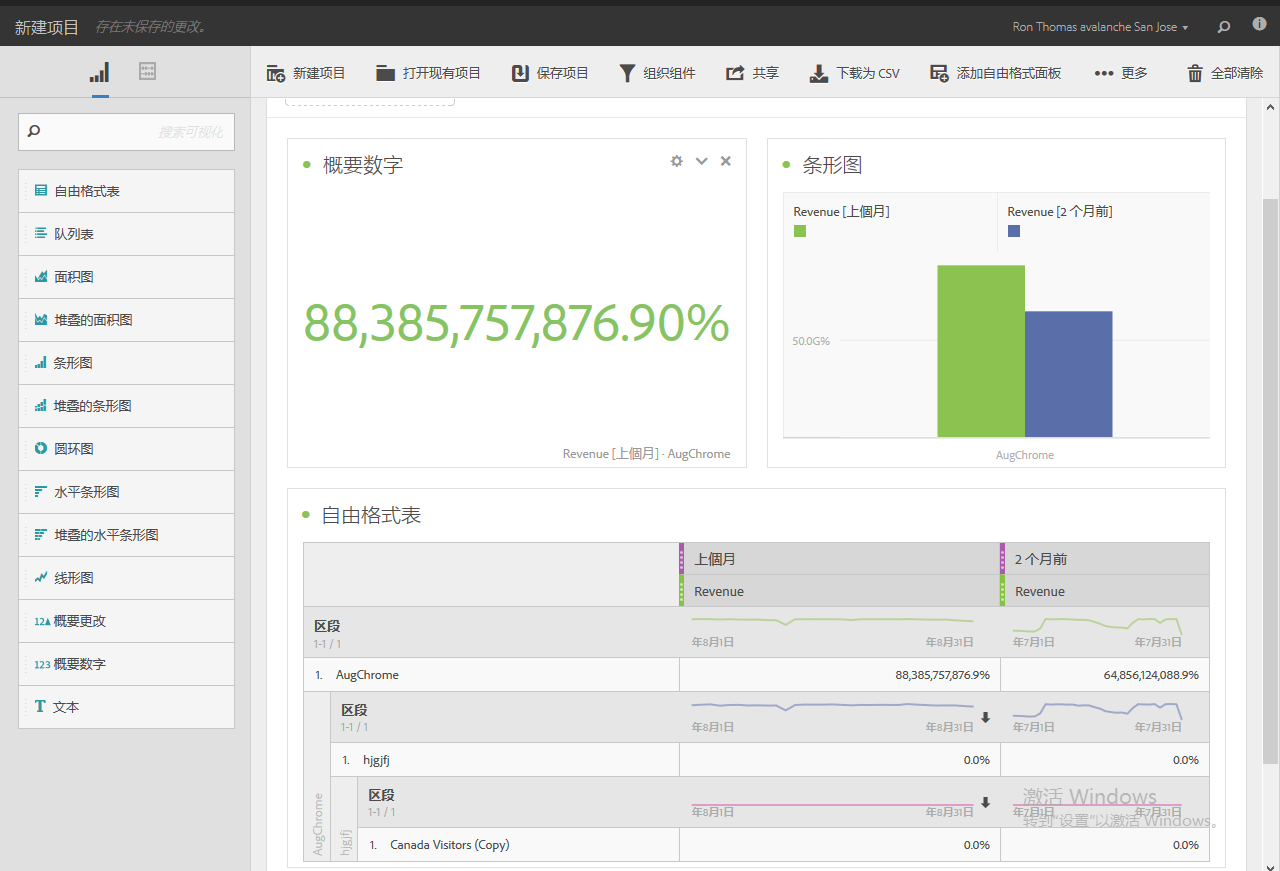 新建项目 存在未保存的更改。 Ron Thomas avalanche San Jose
新建项目 打开现有项目 保存项目 组织组件 共享 下载为 CSV 添加自由格式面板 更多 全部清除
搜索可视化
自由格式表
队列表
面积图
堆叠的面积图
条形图
堆叠的条形图
圆环图
水平条形图
堆叠的水平条形图
线形图
12 概要更改
123 概要数字
T 文本
概要数字
88,385,757,876.90%
Revenue [上個月] · AugChrome
条形图
Revenue [上個月] Revenue [2 个月前]
50.0G%
AugChrome
自由格式表
上個月 2 个月前
Revenue Revenue
区段
1-1 / 1
年8月1日 年8月31日 年7月1日 年7月31日
1. AugChrome 88,385,757,876.9% 64,856,124,088.9%
区段
1-1 / 1
年8月1日 年8月31日 年7月1日 年7月31日
1. hjgjfj 0.0% 0.0%
区段
1-1 / 1
年8月1日 年8月31日 年7月1日 年7月31日
1. Canada Visitors (Copy) 0.0% 0.0%
AugChrome
hjgjfj
激活 Windows
转到"设置"以激活 Windows。